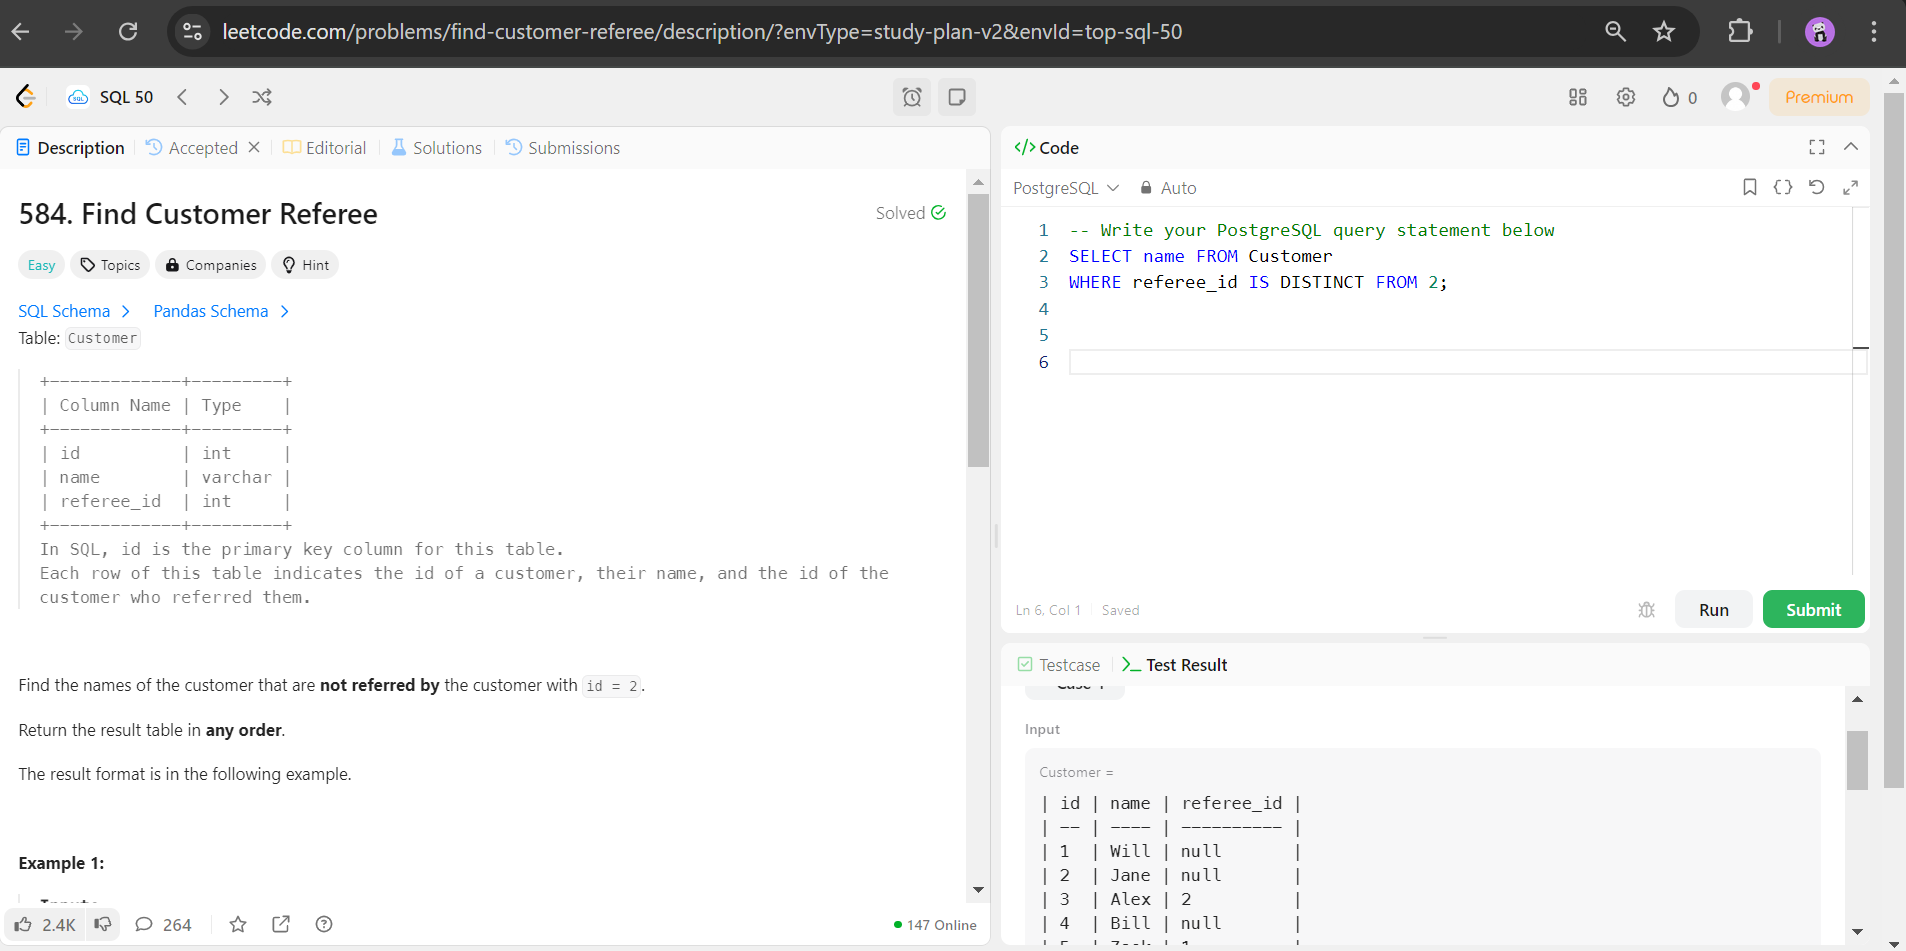 leetcode.com/problems/find-customer-referee/description/?envType=study-plan-v2&envId=top-sql-50
SQL 50
0
Premium
Description
Accepted
Editorial
Solutions
Submissions
584. Find Customer Referee
Solved
Easy
Topics
Companies
Hint
SQL Schema
Pandas Schema
Table: Customer
+-------------+---------+
| Column Name | Type    |
+-------------+---------+
| id          | int     |
| name        | varchar |
| referee_id  | int     |
+-------------+---------+
In SQL, id is the primary key column for this table.
Each row of this table indicates the id of a customer, their name, and the id of the
customer who referred them.
Find the names of the customer that are not referred by the customer with id = 2.
Return the result table in any order.
The result format is in the following example.
Example 1:
2.4K
264
147 Online
</> Code
PostgreSQL
Auto
1 -- Write your PostgreSQL query statement below
2 SELECT name FROM Customer
3 WHERE referee_id IS DISTINCT FROM 2;
4
5
6
Ln 6, Col 1
Saved
Run
Submit
Testcase
Test Result
Case 1
Input
Customer =
| id | name | referee_id |
| -- | ---- | ---------- |
| 1  | Will | null       |
| 2  | Jane | null       |
| 3  | Alex | 2          |
| 4  | Bill | null       |